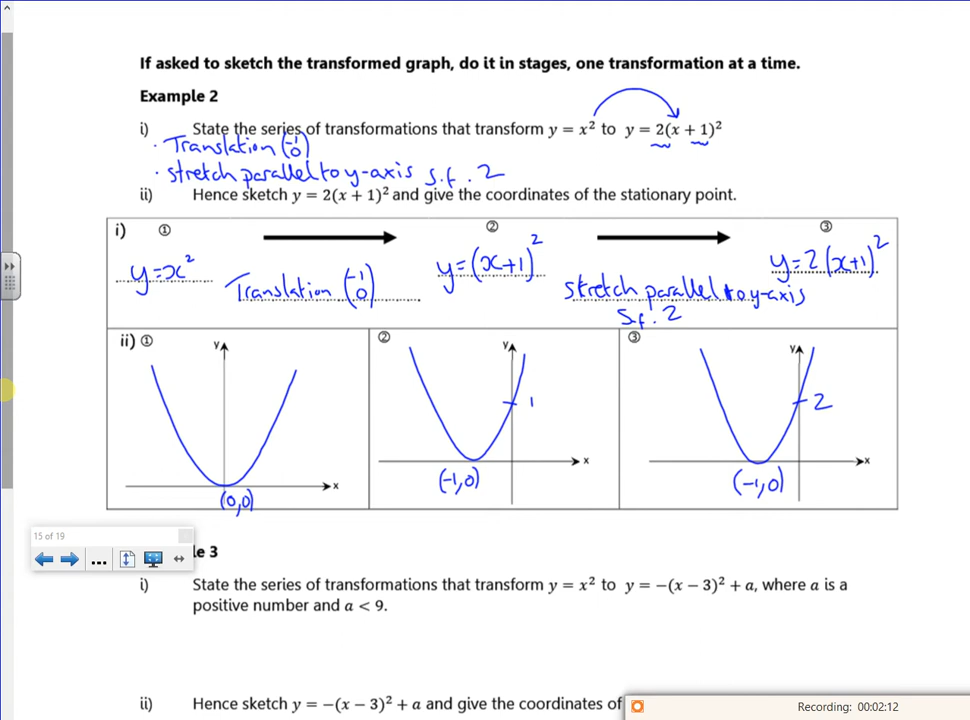 If asked to sketch the transformed graph, do it in stages, one transformation at a time.
Example 2
i) State the series of transformations that transform y = x² to y = 2(x + 1)²
· Translation (-1 0)
· stretch parallel to y-axis s.f. 2
ii) Hence sketch y = 2(x + 1)² and give the coordinates of the stationary point.
i) ① ② ③
y=x² Translation (-1 0) y=(x+1)² stretch parallel to y-axis y=2(x+1)²
s.f. 2
ii) ① ② ③
y y y
1 2
x x x
(0,0) (-1,0) (-1,0)
15 of 19
le 3
i) State the series of transformations that transform y = x² to y = −(x − 3)² + a, where a is a
positive number and a < 9.
ii) Hence sketch y = −(x − 3)² + a and give the coordinates of
Recording: 00:02:12